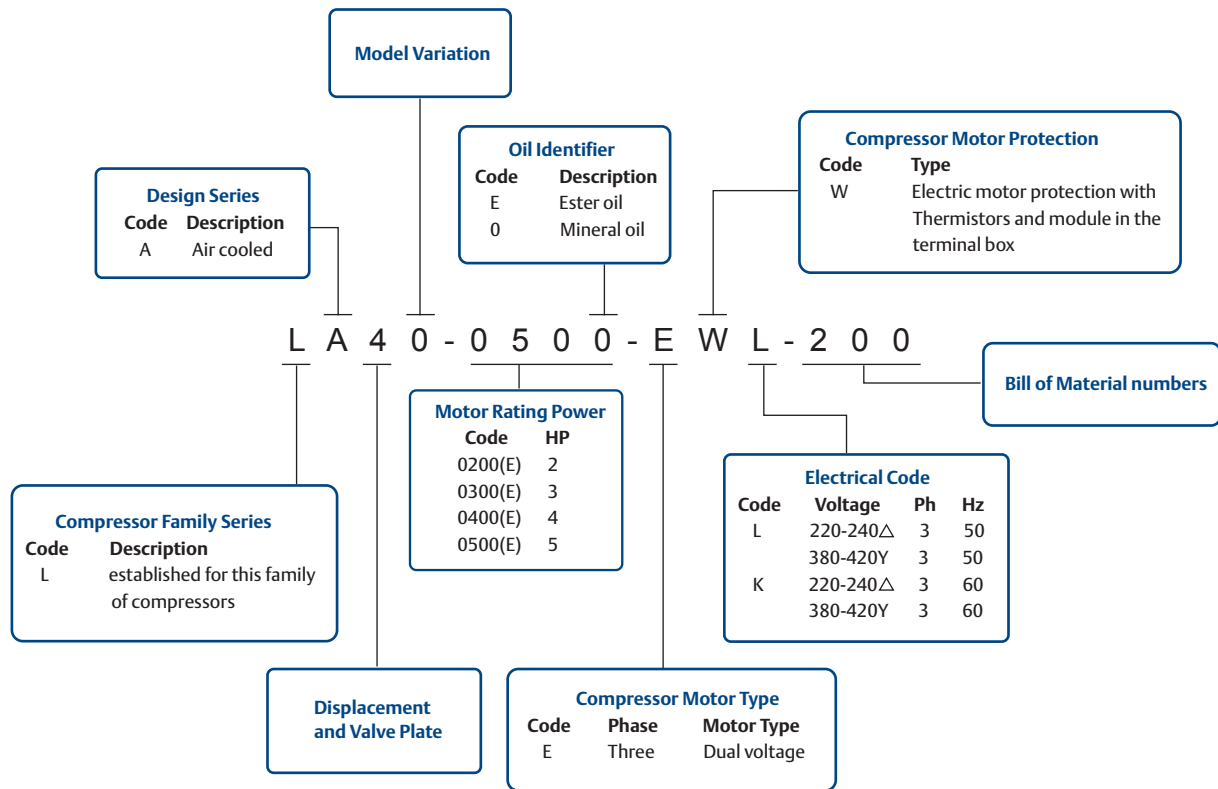 Model Variation
Oil Identifier
Code Description
E Ester oil
0 Mineral oil
Compressor Motor Protection
Code Type
W Electric motor protection with
Thermistors and module in the
terminal box
Design Series
Code Description
A Air cooled
L A 4 0 - 0 5 0 0 - E W L - 2 0 0
Bill of Material numbers
Motor Rating Power
Code HP
0200(E) 2
0300(E) 3
0400(E) 4
0500(E) 5
Electrical Code
Code Voltage Ph Hz
L 220-240△ 3 50
380-420Y 3 50
K 220-240△ 3 60
380-420Y 3 60
Compressor Family Series
Code Description
L established for this family
of compressors
Displacement
and Valve Plate
Compressor Motor Type
Code Phase Motor Type
E Three Dual voltage